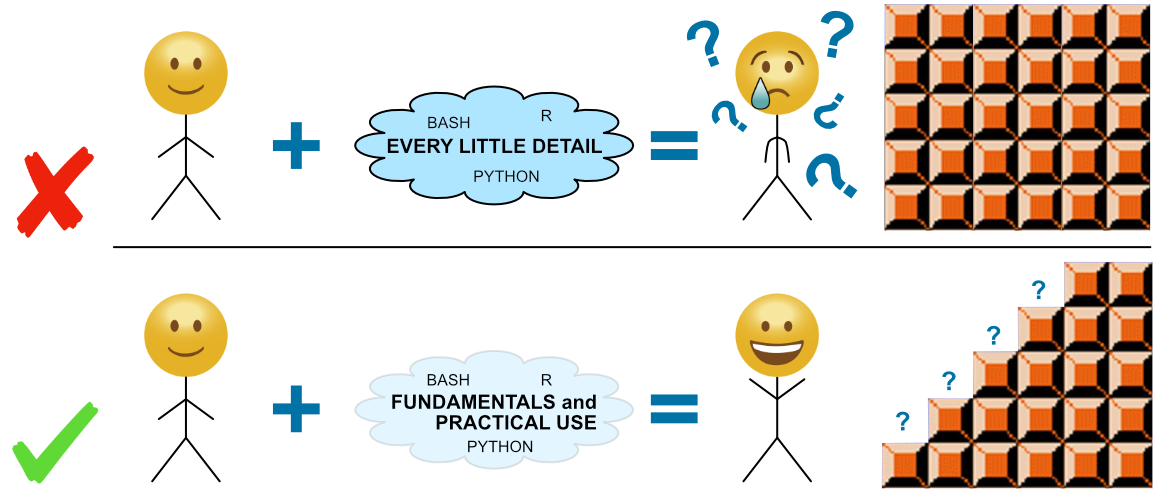 ?
?
BASH
R
?
?
+
EVERY LITTLE DETAIL
=
PYTHON
?
?
?
BASH
R
?
?
+
FUNDAMENTALS and
=
PRACTICAL USE
?
PYTHON